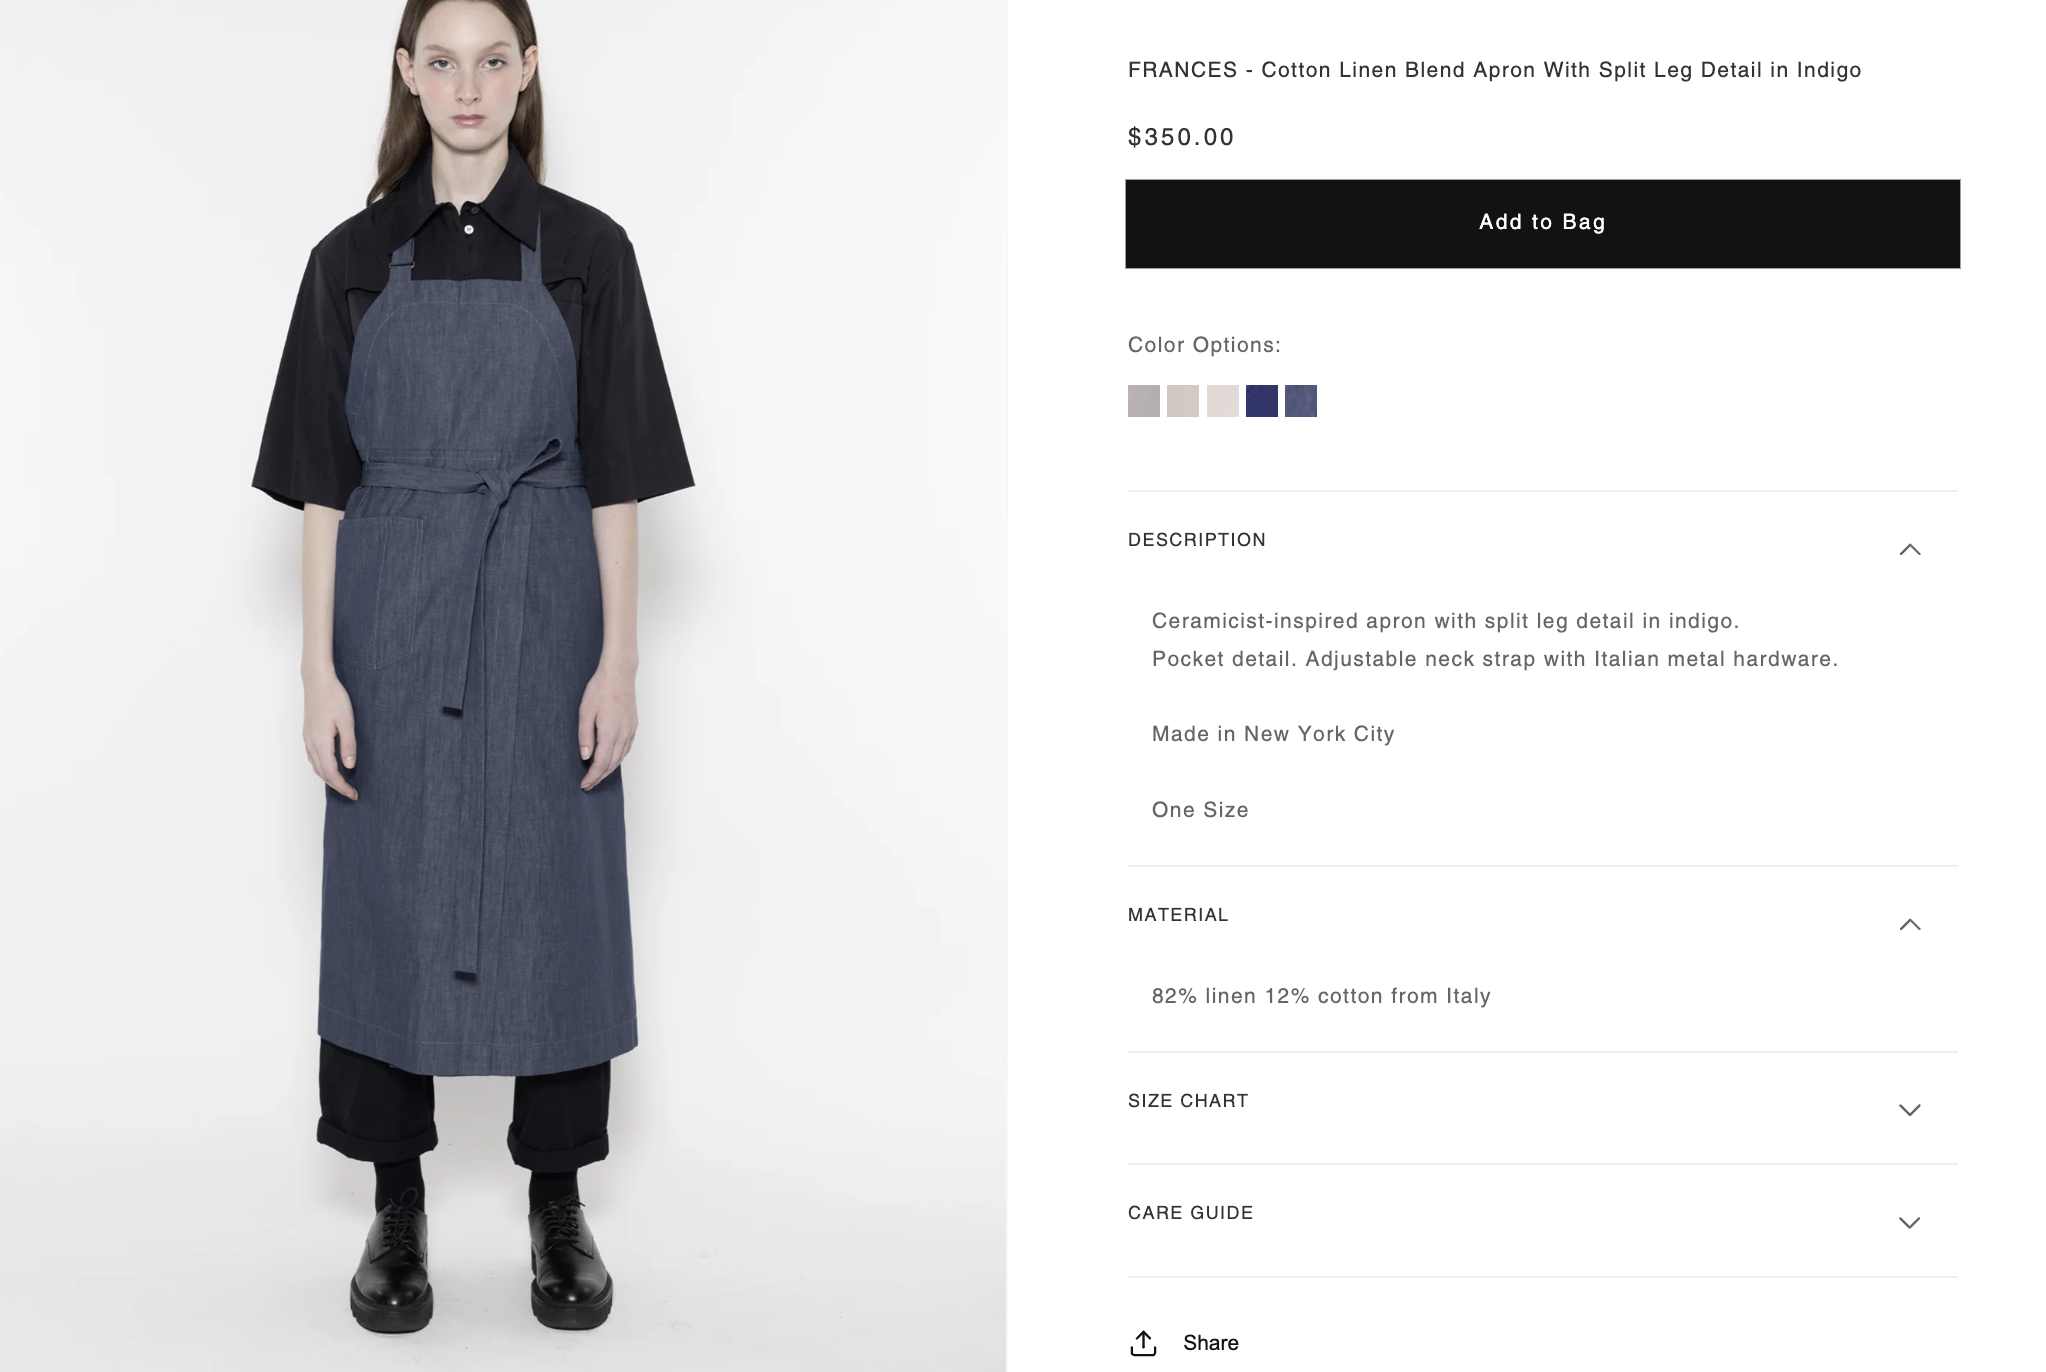 FRANCES - Cotton Linen Blend Apron With Split Leg Detail in Indigo
$350.00
Add to Bag
Color Options:
DESCRIPTION
Ceramicist-inspired apron with split leg detail in indigo.
Pocket detail. Adjustable neck strap with Italian metal hardware.
Made in New York City
One Size
MATERIAL
82% linen 12% cotton from Italy
SIZE CHART
CARE GUIDE
Share